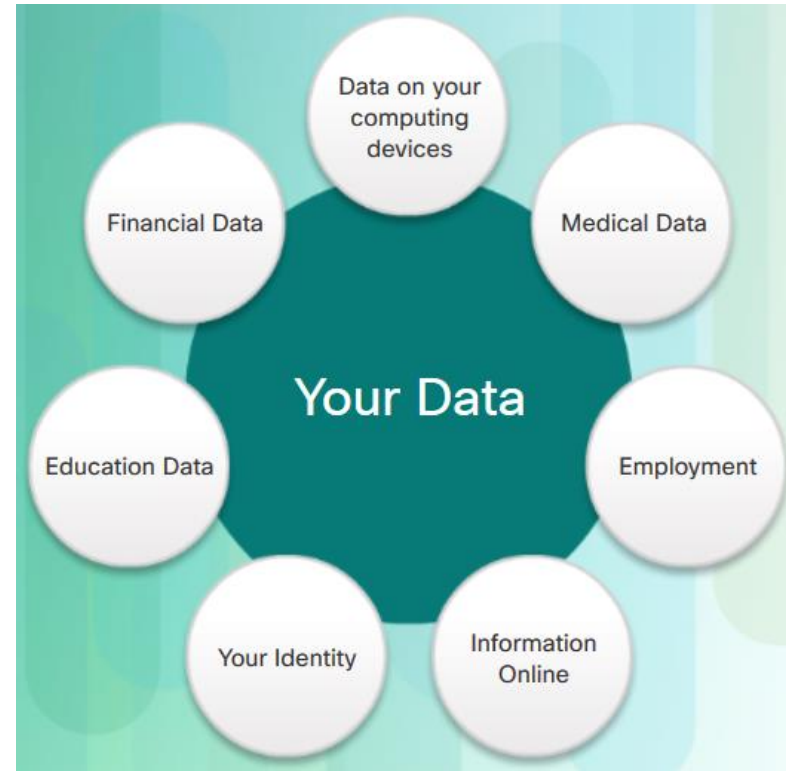 Data on your
computing
devices
Financial Data
Medical Data
Your Data
Education Data
Employment
Your Identity
Information
Online